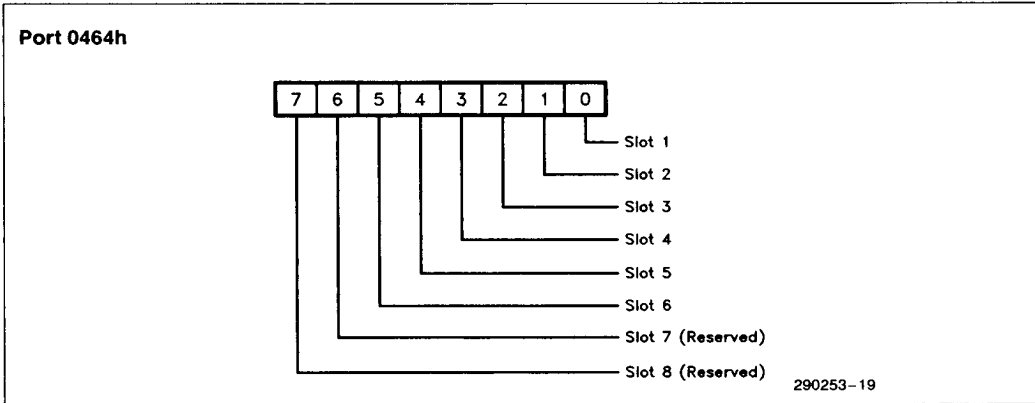 Port 0464h
7 6 5 4 3 2 1 0
Slot 1
Slot 2
Slot 3
Slot 4
Slot 5
Slot 6
Slot 7 (Reserved)
Slot 8 (Reserved)
290253-19